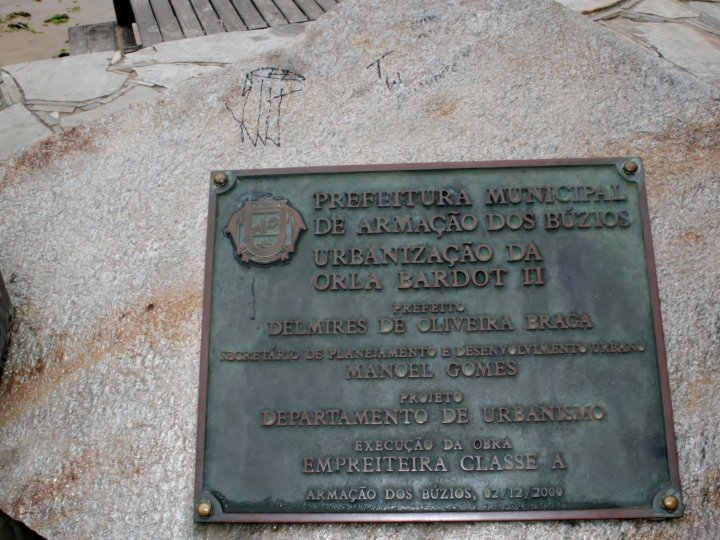 PREFEITURA MUNICIPAL
DE ARMAÇÃO DOS BÚZIOS
URBANIZAÇÃO DA
ORLA BARDOT II
PREFEITO
DELMIRES DE OLIVEIRA BRAGA
SECRETÁRIO DE PLANEJAMENTO E DESENVOLVIMENTO URBANO
MANOEL GOMES
PROJETO
DEPARTAMENTO DE URBANISMO
EXECUÇÃO DA OBRA
EMPREITEIRA CLASSE A
ARMAÇÃO DOS BÚZIOS, 02/12/2000